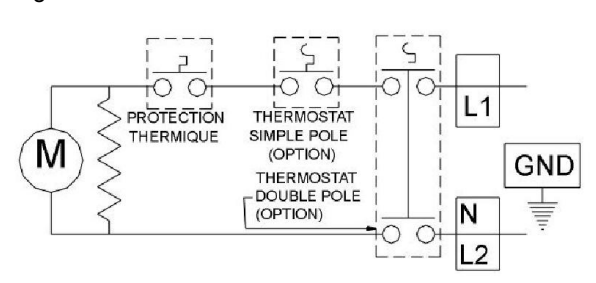 L1
PROTECTION
THERMIQUE
THERMOSTAT
SIMPLE POLE
(OPTION)
M
GND
THERMOSTAT
DOUBLE POLE
(OPTION)
N
L2